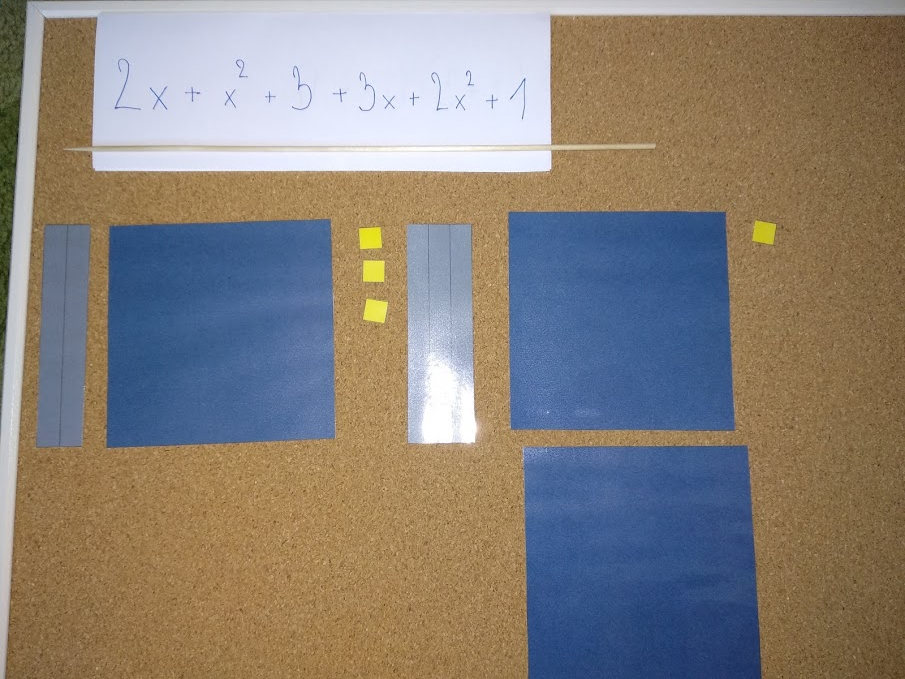 2x + x² + 3 + 3x + 2x² + 1